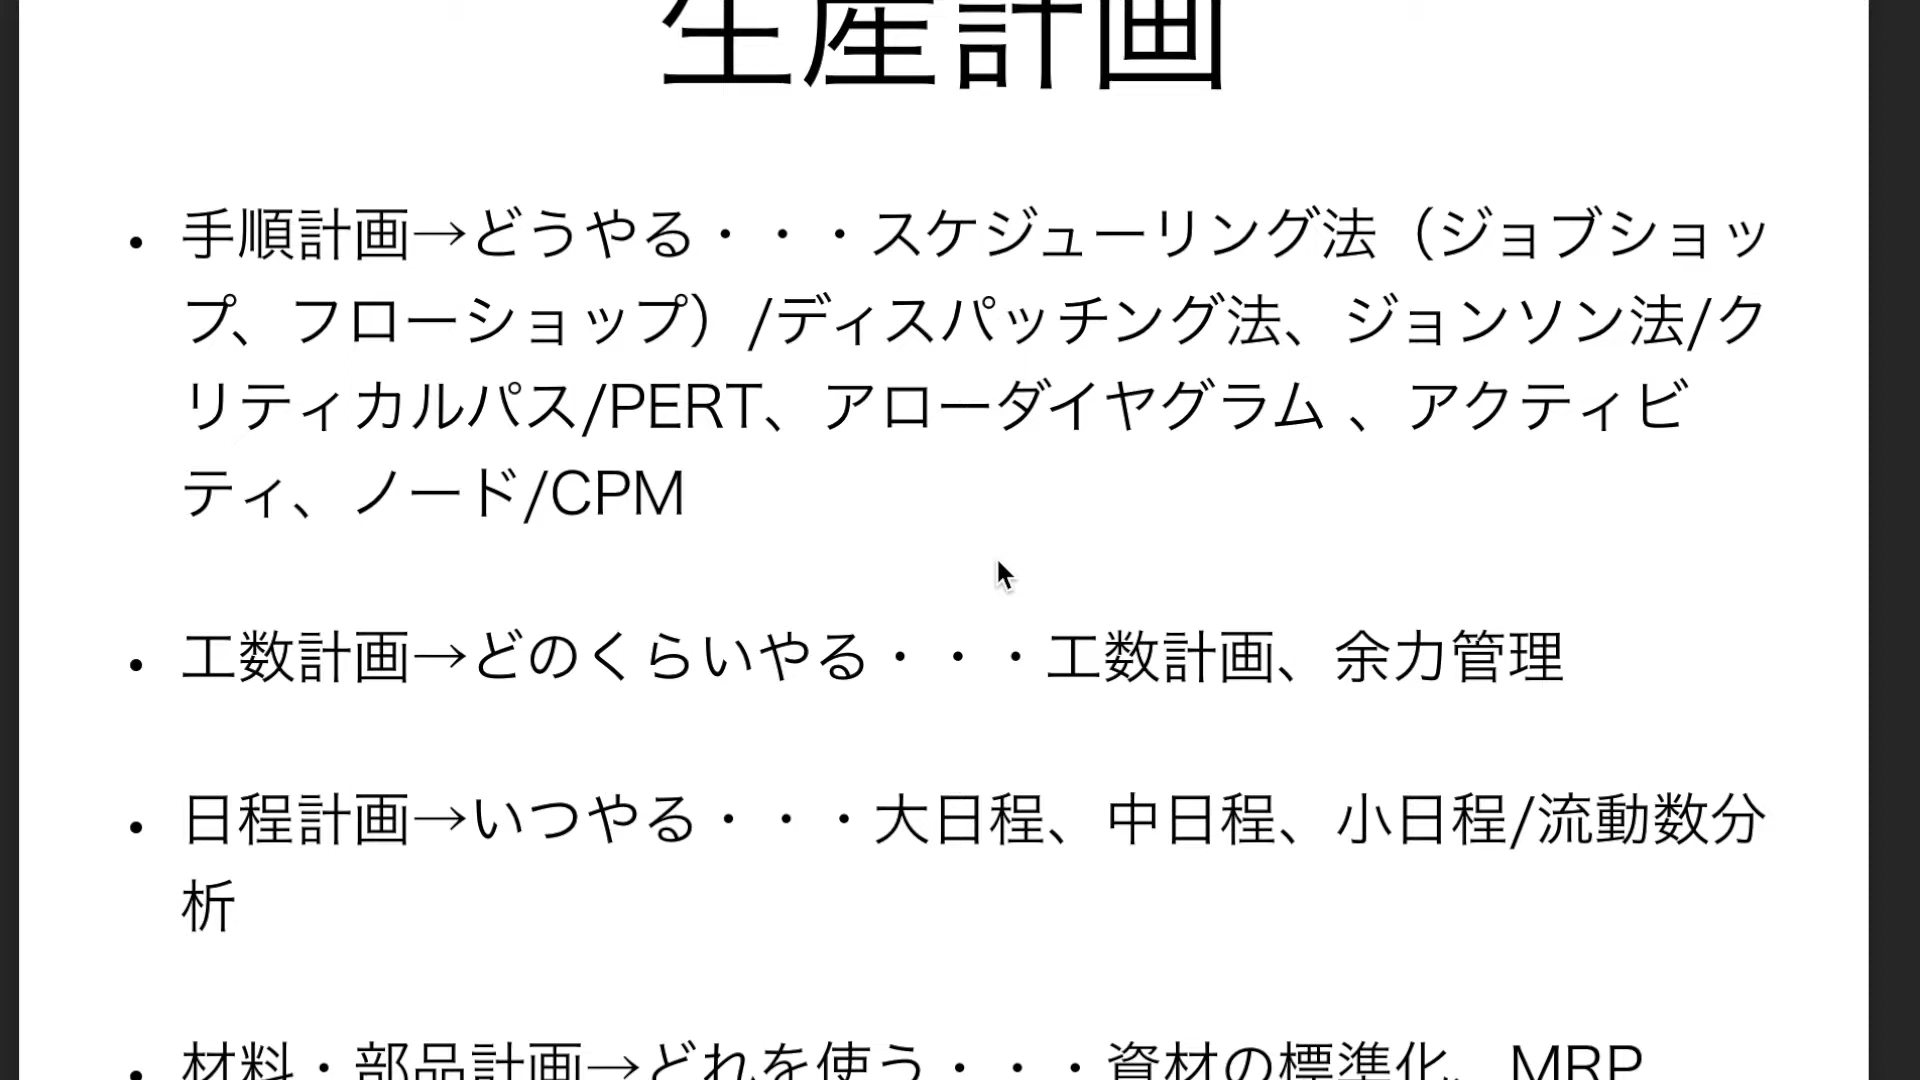 生産計画
• 手順計画→どうやる・・・スケジューリング法（ジョブショッ
プ、フローショップ）/ディスパッチング法、ジョンソン法/ク
リティカルパス/PERT、アローダイヤグラム 、アクティビ
ティ、ノード/CPM
• 工数計画→どのくらいやる・・・工数計画、余力管理
• 日程計画→いつやる・・・大日程、中日程、小日程/流動数分
析
• 材料・部品計画→どれを使う・・・資材の標準化、MRP